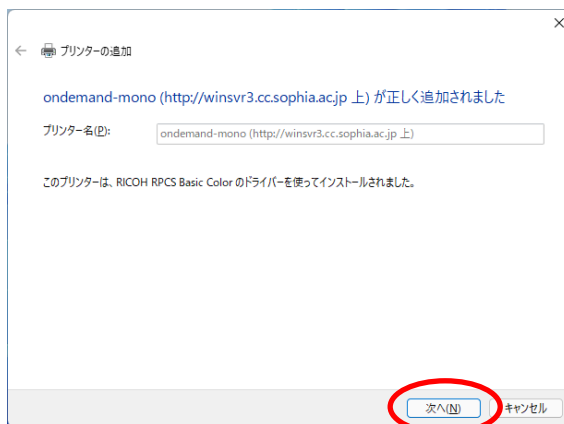 プリンターの追加
ondemand-mono (http://winsvr3.cc.sophia.ac.jp 上) が正しく追加されました
プリンター名(P): ondemand-mono (http://winsvr3.cc.sophia.ac.jp 上)
このプリンターは、RICOH RPCS Basic Color のドライバーを使ってインストールされました。
次へ(N) キャンセル